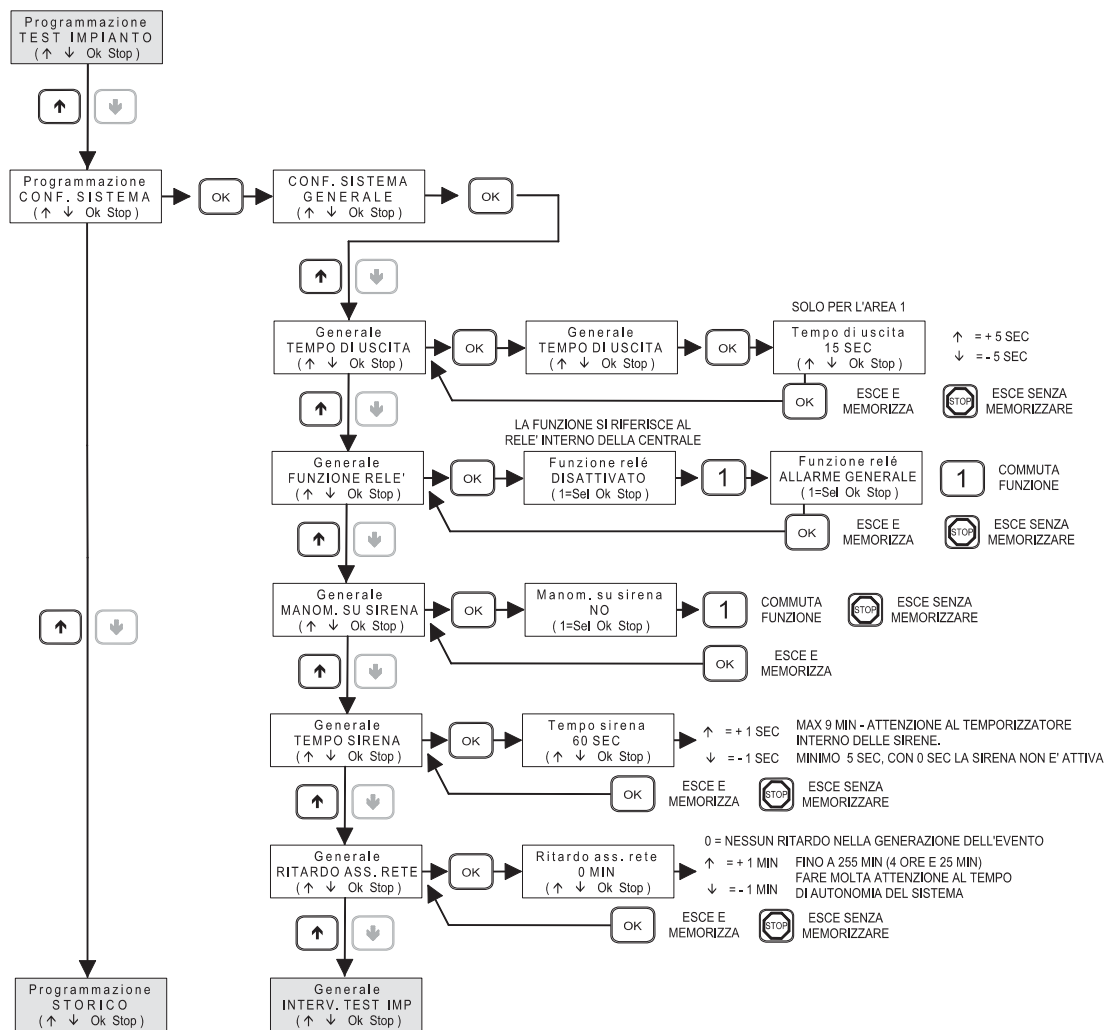 Programmazione
TEST IMPIANTO
(↑ ↓ Ok Stop)
Programmazione
CONF. SISTEMA
(↑ ↓ Ok Stop)
OK
CONF. SISTEMA
GENERALE
(↑ ↓ Ok Stop)
OK
SOLO PER L'AREA 1
Generale
TEMPO DI USCITA
(↑ ↓ Ok Stop)
OK
Generale
TEMPO DI USCITA
(↑ ↓ Ok Stop)
OK
Tempo di uscita
15 SEC
(↑ ↓ Ok Stop)
↑ = + 5 SEC
↓ = - 5 SEC
OK
ESCE E
MEMORIZZA
STOP
ESCE SENZA
MEMORIZZARE
LA FUNZIONE SI RIFERISCE AL
RELE' INTERNO DELLA CENTRALE
Generale
FUNZIONE RELE'
(↑ ↓ Ok Stop)
OK
Funzione relé
DISATTIVATO
(1=Sel Ok Stop)
1
Funzione relé
ALLARME GENERALE
(1=Sel Ok Stop)
1
COMMUTA
FUNZIONE
OK
ESCE E
MEMORIZZA
STOP
ESCE SENZA
MEMORIZZARE
Generale
MANOM. SU SIRENA
(↑ ↓ Ok Stop)
OK
Manom. su sirena
NO
(1=Sel Ok Stop)
1
COMMUTA
FUNZIONE
STOP
ESCE SENZA
MEMORIZZARE
OK
ESCE E
MEMORIZZA
Generale
TEMPO SIRENA
(↑ ↓ Ok Stop)
OK
Tempo sirena
60 SEC
(↑ ↓ Ok Stop)
↑ = + 1 SEC
↓ = - 1 SEC
MAX 9 MIN - ATTENZIONE AL TEMPORIZZATORE
INTERNO DELLE SIRENE.
MINIMO 5 SEC, CON 0 SEC LA SIRENA NON E' ATTIVA
OK
ESCE E
MEMORIZZA
STOP
ESCE SENZA
MEMORIZZARE
0 = NESSUN RITARDO NELLA GENERAZIONE DELL'EVENTO
Generale
RITARDO ASS. RETE
(↑ ↓ Ok Stop)
OK
Ritardo ass. rete
0 MIN
(↑ ↓ Ok Stop)
↑ = + 1 MIN
↓ = - 1 MIN
FINO A 255 MIN (4 ORE E 25 MIN)
FARE MOLTA ATTENZIONE AL TEMPO
DI AUTONOMIA DEL SISTEMA
OK
ESCE E
MEMORIZZA
STOP
ESCE SENZA
MEMORIZZARE
Programmazione
STORICO
(↑ ↓ Ok Stop)
Generale
INTERV. TEST IMP
(↑ ↓ Ok Stop)